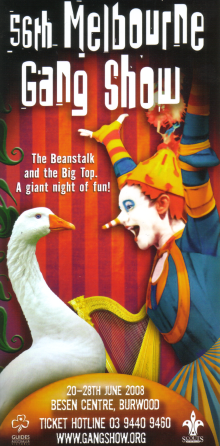 56th Melbourne
Gang Show
The Beanstalk
and the Big Top.
A giant night of fun!
20-28TH JUNE 2008
BESEN CENTRE, BURWOOD
TICKET HOTLINE 03 9440 9460
WWW.GANGSHOW.ORG
GUIDES
SCOUTS